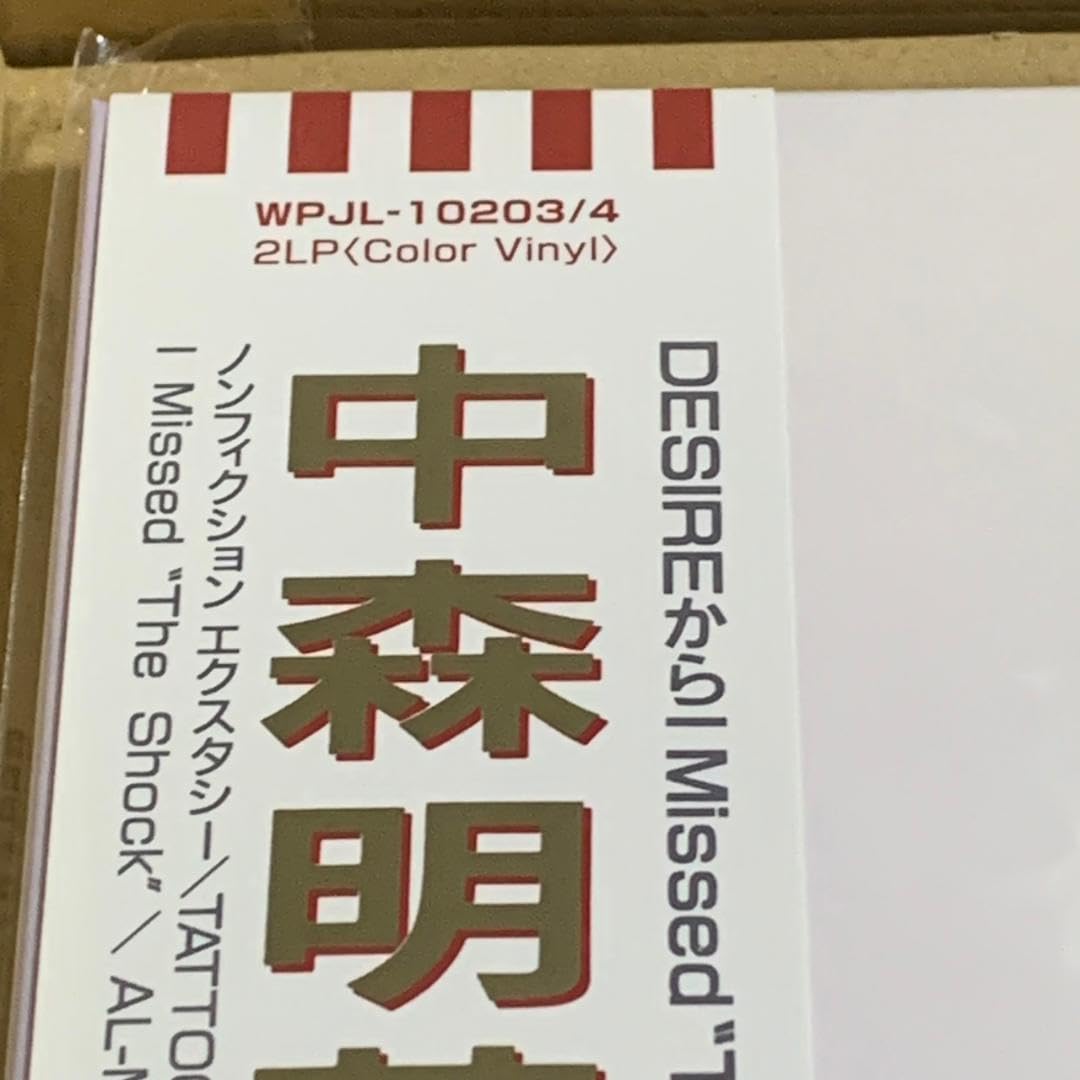 WPJL-10203/4
2LP〈Color Vinyl〉
DESIREからI Missed “T
中森明
ノンフィクション エクスタシー／TATTOO
I Missed “The Shock”／AL-M